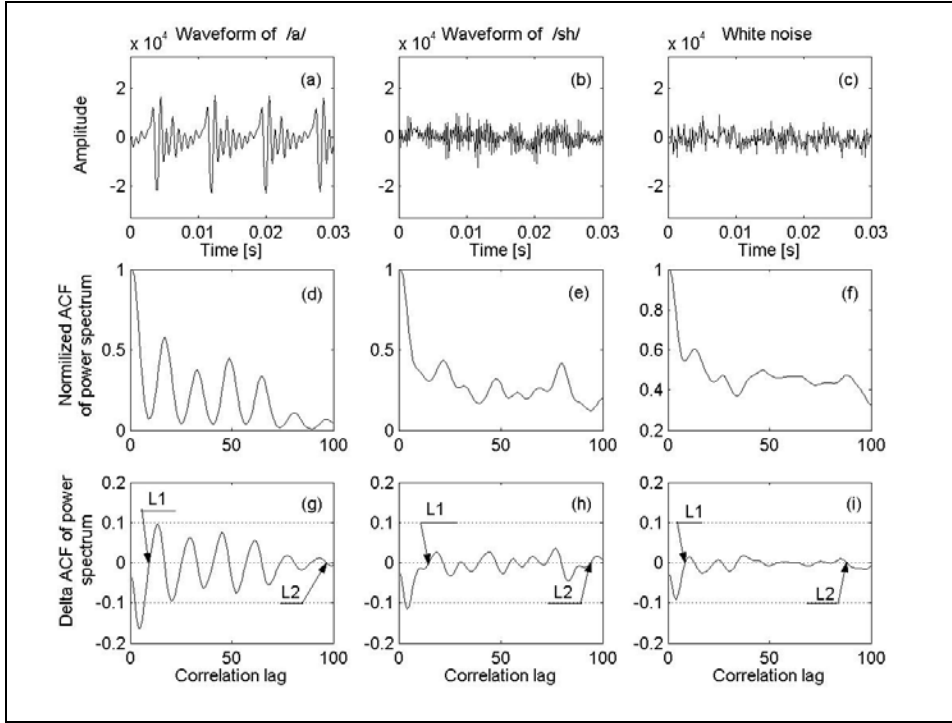 Waveform of /a/
Waveform of /sh/
White noise
x 10^4
x 10^4
x 10^4
Amplitude
2
0
-2
(a)
0 0.01 0.02 0.03
Time [s]
2
0
-2
(b)
0 0.01 0.02 0.03
Time [s]
2
0
-2
(c)
0 0.01 0.02 0.03
Time [s]
Normilized ACF
of power spectrum
1
0.5
0
(d)
0 50 100
1
0.5
0
(e)
0 50 100
1
0.8
0.6
0.4
0.2
(f)
0 50 100
Delta ACF of power
spectrum
0.2
0.1
0
-0.1
-0.2
L1
(g)
L2
0 50 100
Correlation lag
0.2
0.1
0
-0.1
-0.2
L1
(h)
L2
0 50 100
Correlation lag
0.2
0.1
0
-0.1
-0.2
L1
(i)
L2
0 50 100
Correlation lag